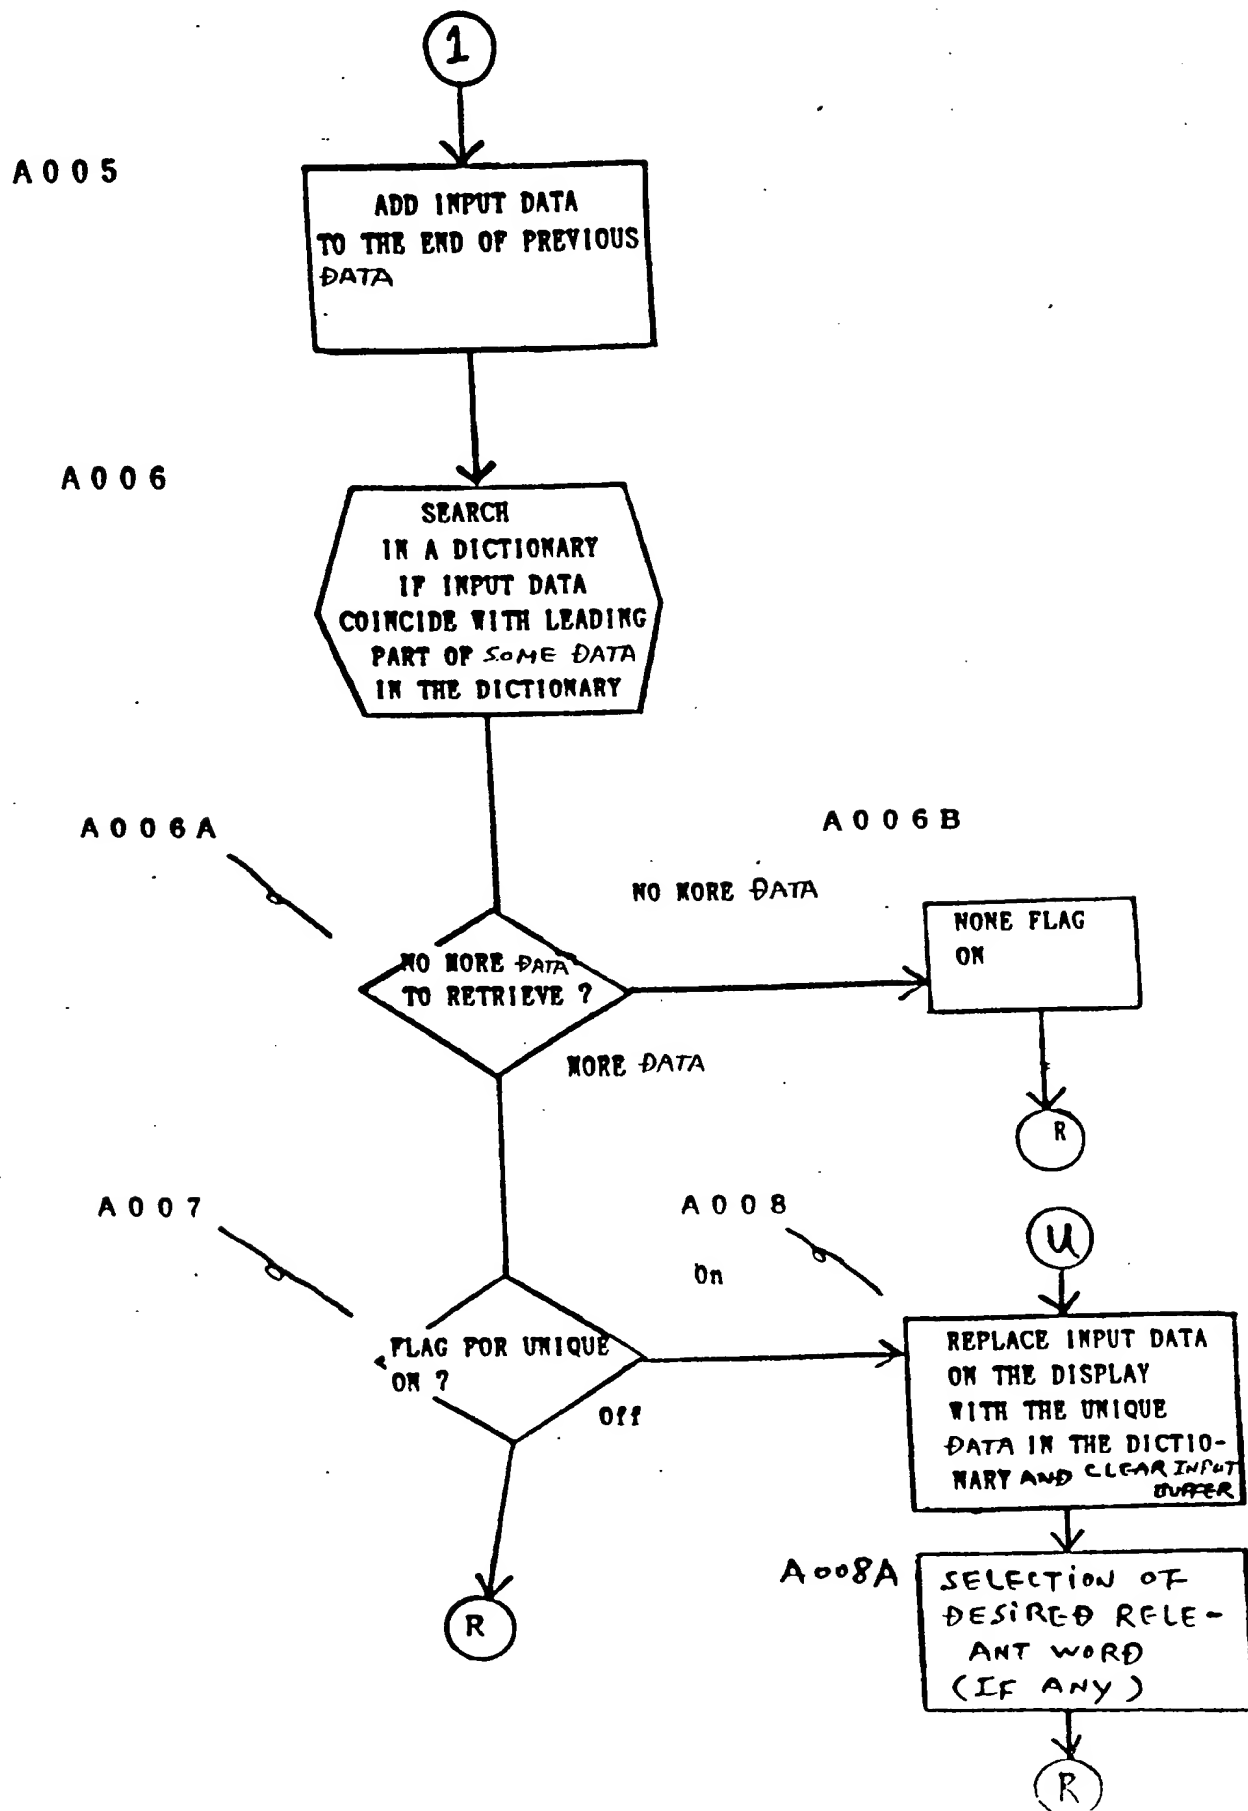 1
A005
ADD INPUT DATA
TO THE END OF PREVIOUS
DATA
A006
SEARCH
IN A DICTIONARY
IF INPUT DATA
COINCIDE WITH LEADING
PART OF SOME DATA
IN THE DICTIONARY
A006A
A006B
NO MORE DATA
NONE FLAG
ON
NO MORE DATA
TO RETRIEVE ?
MORE DATA
R
A007
A008
U
On
FLAG FOR UNIQUE
ON ?
Off
REPLACE INPUT DATA
ON THE DISPLAY
WITH THE UNIQUE
DATA IN THE DICTIO-
NARY AND CLEAR INPUT
BUFFER
R
A008A
SELECTION OF
DESIRED RELE-
ANT WORD
(IF ANY)
R